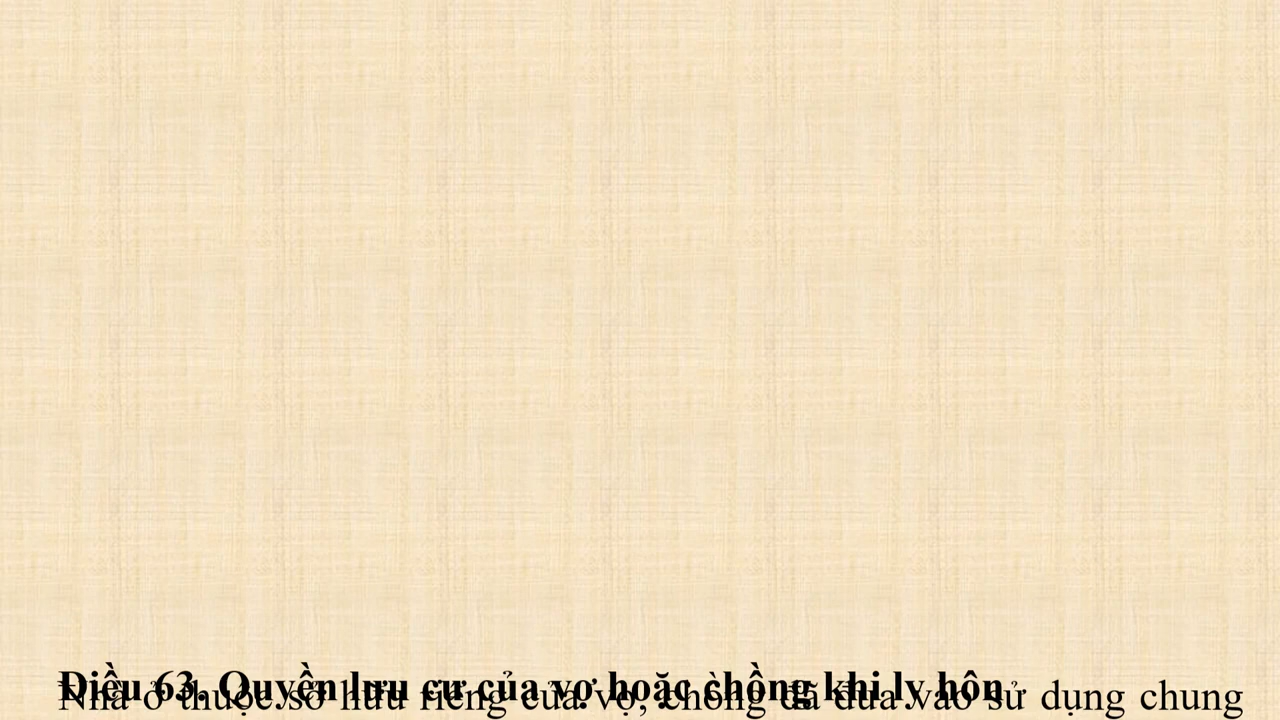 Điều 63. Quyền lưu cư của vợ hoặc chồng khi ly hôn
Nhà ở thuộc sở hữu riêng của vợ, chồng đã đưa vào sử dụng chung